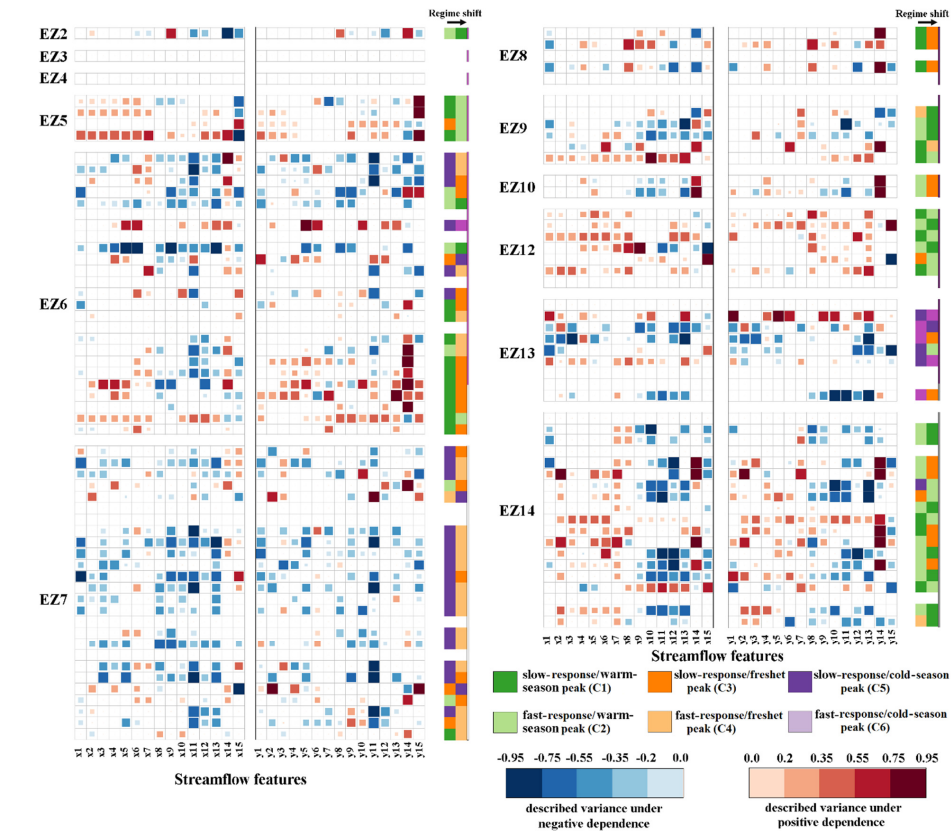 Regime shift
EZ2
EZ3
EZ4
EZ5
EZ6
EZ7
x1 x2 x3 x4 x5 x6 x7 x8 x9 x10 x11 x12 x13 x14 x15
y1 y2 y3 y4 y5 y6 y7 y8 y9 y10 y11 y12 y13 y14 y15
Streamflow features
Regime shift
EZ8
EZ9
EZ10
EZ12
EZ13
EZ14
x1 x2 x3 x4 x5 x6 x7 x8 x9 x10 x11 x12 x13 x14 x15
y1 y2 y3 y4 y5 y6 y7 y8 y9 y10 y11 y12 y13 y14 y15
Streamflow features
slow-response/warm-
season peak (C1)
slow-response/freshet
peak (C3)
slow-response/cold-season
peak (C5)
fast-response/warm-
season peak (C2)
fast-response/freshet
peak (C4)
fast-response/cold-season
peak (C6)
-0.95 -0.75 -0.55 -0.30 -0.2 0.0
described variance under
negative dependence
0.0 0.2 0.30 0.55 0.75 0.95
described variance under
positive dependence